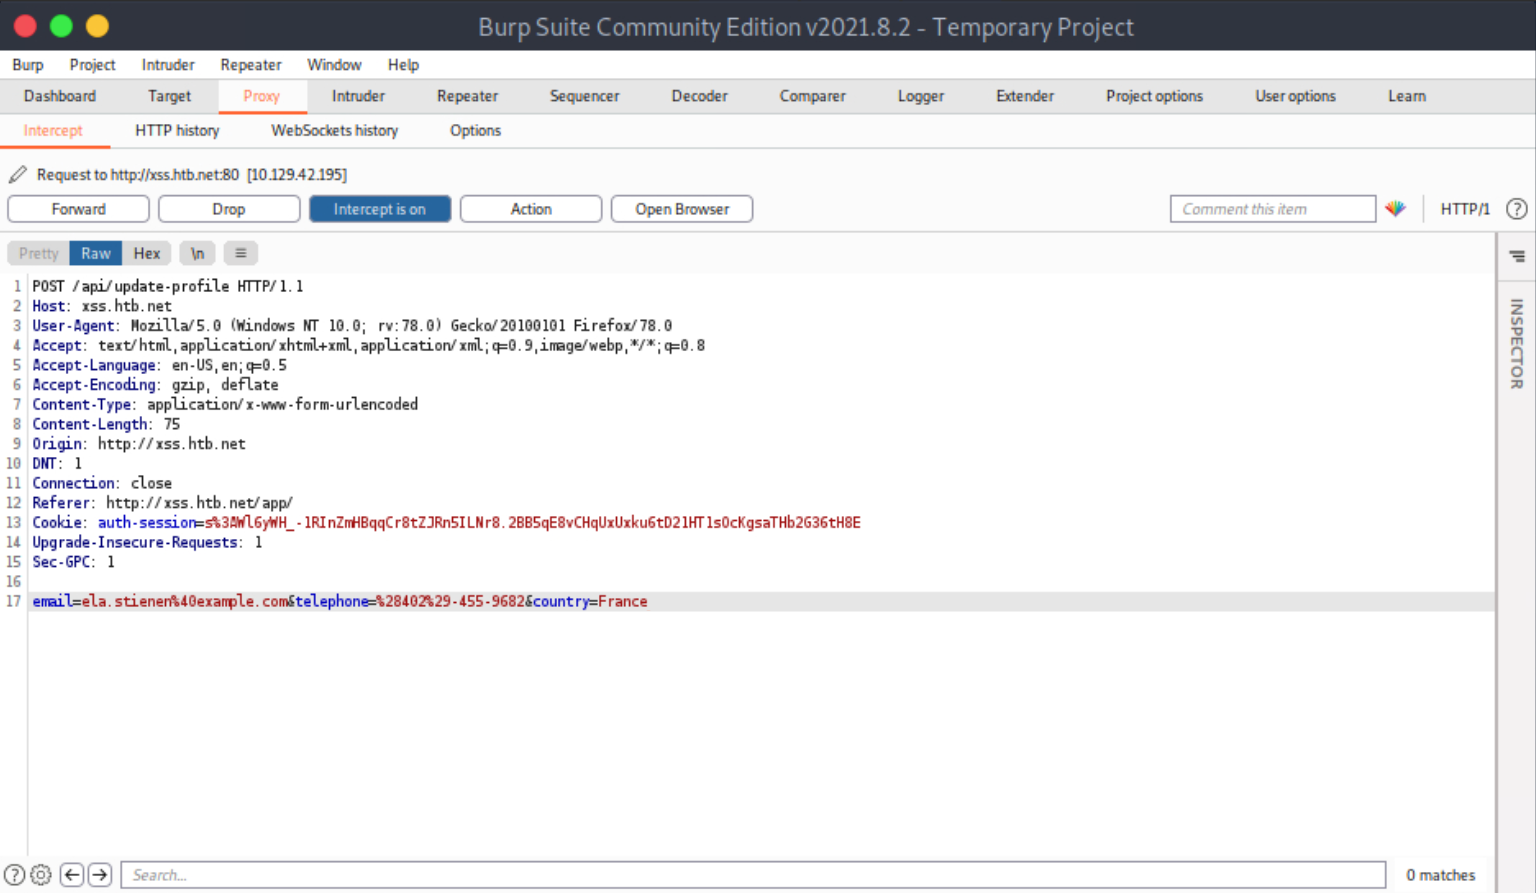 Burp Suite Community Edition v2021.8.2 - Temporary Project
Burp Project Intruder Repeater Window Help
Dashboard Target Proxy Intruder Repeater Sequencer Decoder Comparer Logger Extender Project options User options Learn
Intercept HTTP history WebSockets history Options
Request to http://xss.htb.net:80 [10.129.42.195]
Forward Drop Intercept is on Action Open Browser Comment this item HTTP/1 ?
Pretty Raw Hex \n ≡
INSPECTOR
1 POST /api/update-profile HTTP/1.1
2 Host: xss.htb.net
3 User-Agent: Mozilla/5.0 (Windows NT 10.0; rv:78.0) Gecko/20100101 Firefox/78.0
4 Accept: text/html,application/xhtml+xml,application/xml;q=0.9,image/webp,*/*;q=0.8
5 Accept-Language: en-US,en;q=0.5
6 Accept-Encoding: gzip, deflate
7 Content-Type: application/x-www-form-urlencoded
8 Content-Length: 75
9 Origin: http://xss.htb.net
10 DNT: 1
11 Connection: close
12 Referer: http://xss.htb.net/app/
13 Cookie: auth-session=s%3AWl6yWH_-1RInZmHBqqCr8tZJRn5ILNr8.2BB5qE8vCHqUxUxku6tD21HT1sOcKgsaTHb2G36tH8E
14 Upgrade-Insecure-Requests: 1
15 Sec-GPC: 1
16
17 email=ela.stienen%40example.com&telephone=%28402%29-455-9682&country=France
? Search... 0 matches